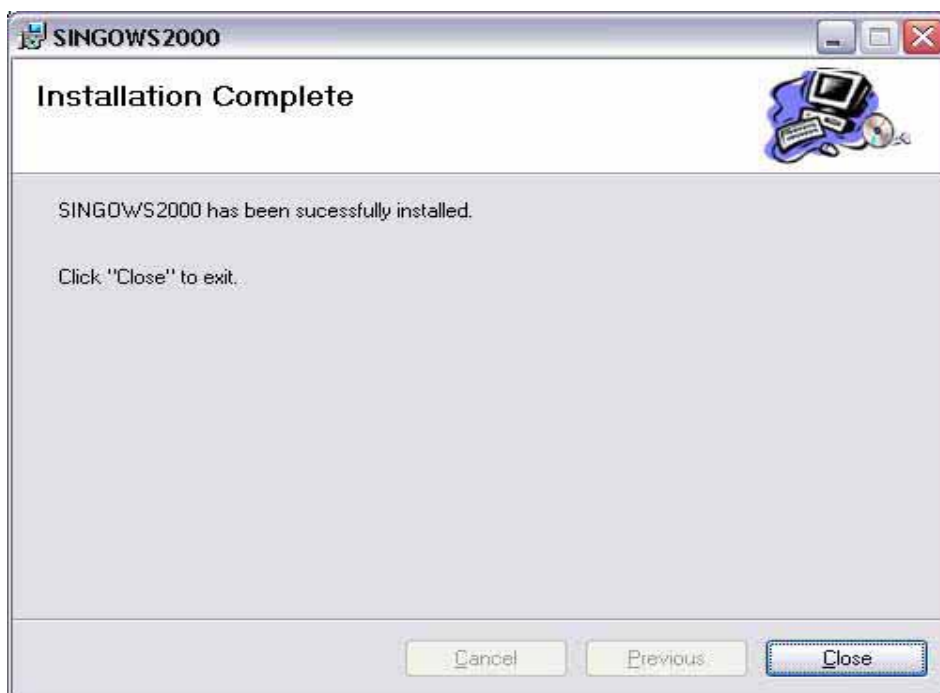 SINGOWS2000
Installation Complete
SINGOWS2000 has been sucessfully installed.
Click "Close" to exit.
Cancel Previous Close